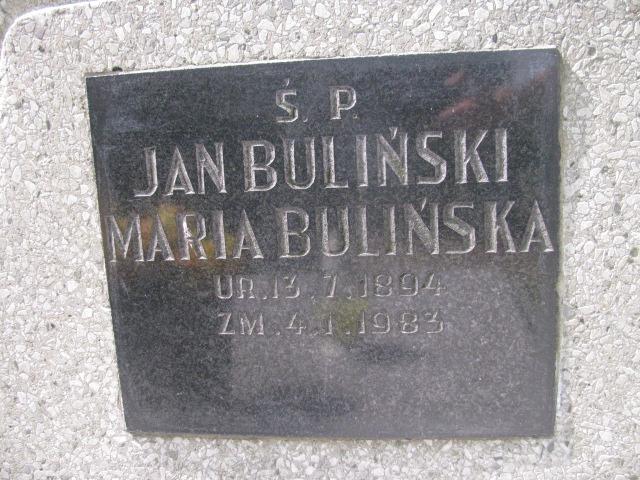 Ś. P.
JAN BULIŃSKI
MARIA BULIŃSKA
UR. 13. 7. 1894
ZM. 4. 1. 1983